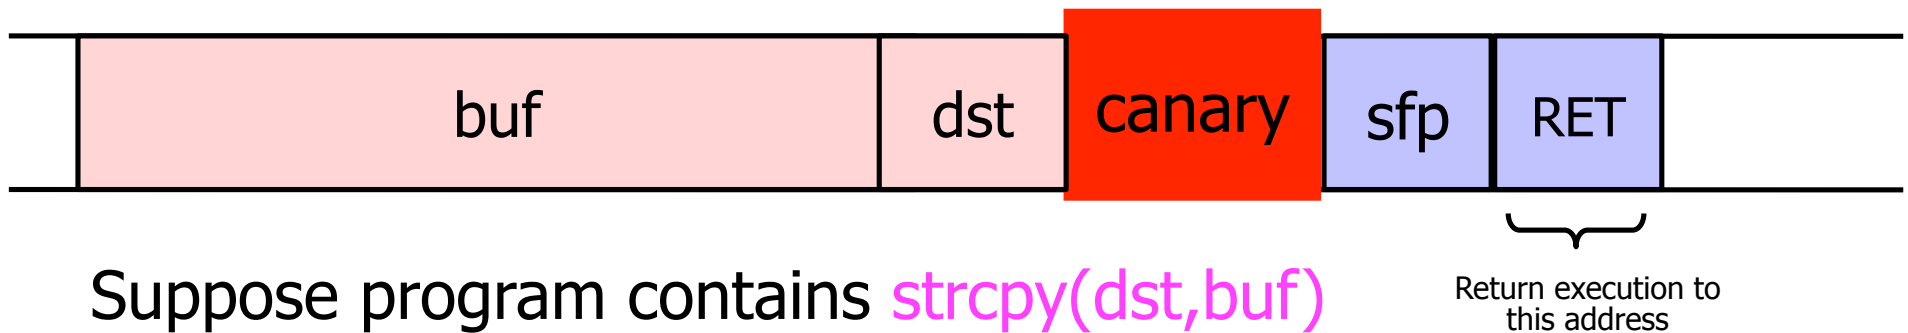 buf dst canary sfp RET
Suppose program contains strcpy(dst,buf)
Return execution to
this address